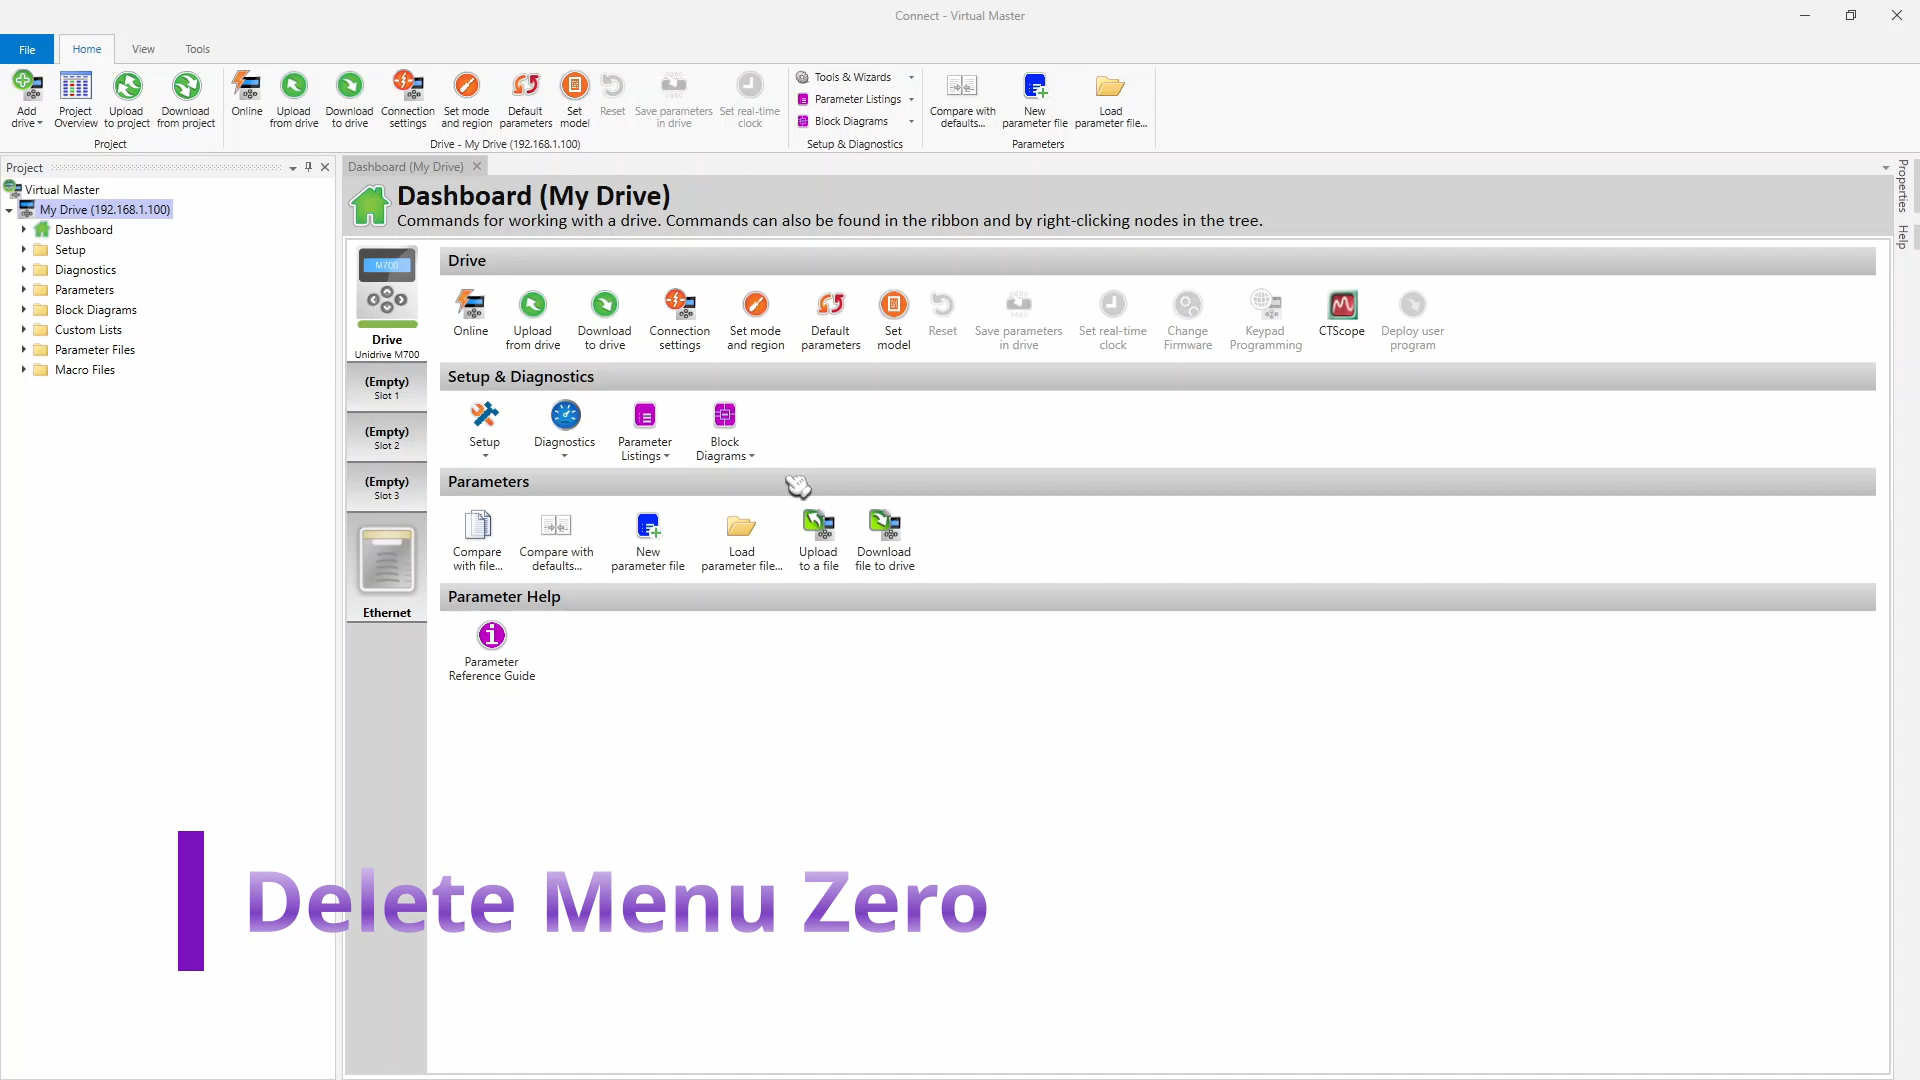 Connect - Virtual Master
File
Home
View
Tools
Add
drive
Project
Overview
Upload
to project
Download
from project
Project
Online
Upload
from drive
Download
to drive
Connection
settings
Set mode
and region
Default
parameters
Set
model
Reset
Save parameters
in drive
Set real-time
clock
Drive - My Drive (192.168.1.100)
Tools & Wizards
Parameter Listings
Block Diagrams
Setup & Diagnostics
Compare with
defaults...
New
parameter file
Load
parameter file...
Parameters
Project
Virtual Master
My Drive (192.168.1.100)
Dashboard
Setup
Diagnostics
Parameters
Block Diagrams
Custom Lists
Parameter Files
Macro Files
Dashboard (My Drive)
Dashboard (My Drive)
Commands for working with a drive. Commands can also be found in the ribbon and by right-clicking nodes in the tree.
M700
Drive
Unidrive M700
(Empty)
Slot 1
(Empty)
Slot 2
(Empty)
Slot 3
Ethernet
Drive
Online
Upload
from drive
Download
to drive
Connection
settings
Set mode
and region
Default
parameters
Set
model
Reset
Save parameters
in drive
Set real-time
clock
Change
Firmware
Keypad
Programming
CTScope
Deploy user
program
Setup & Diagnostics
Setup
Diagnostics
Parameter
Listings
Block
Diagrams
Parameters
Compare
with file...
Compare with
defaults...
New
parameter file
Load
parameter file...
Upload
to a file
Download
file to drive
Parameter Help
Parameter
Reference Guide
Properties
Help
Delete Menu Zero